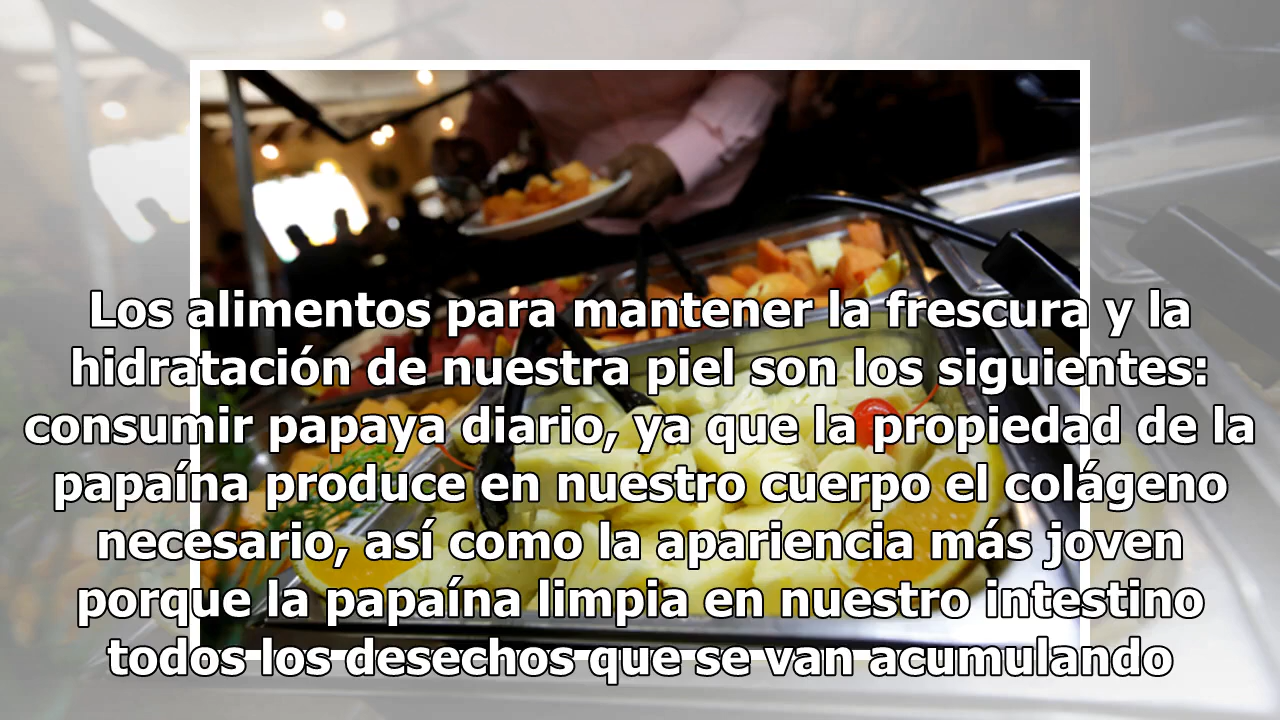 Los alimentos para mantener la frescura y la
hidratación de nuestra piel son los siguientes:
consumir papaya diario, ya que la propiedad de la
papaína produce en nuestro cuerpo el colágeno
necesario, así como la apariencia más joven
porque la papaína limpia en nuestro intestino
todos los desechos que se van acumulando